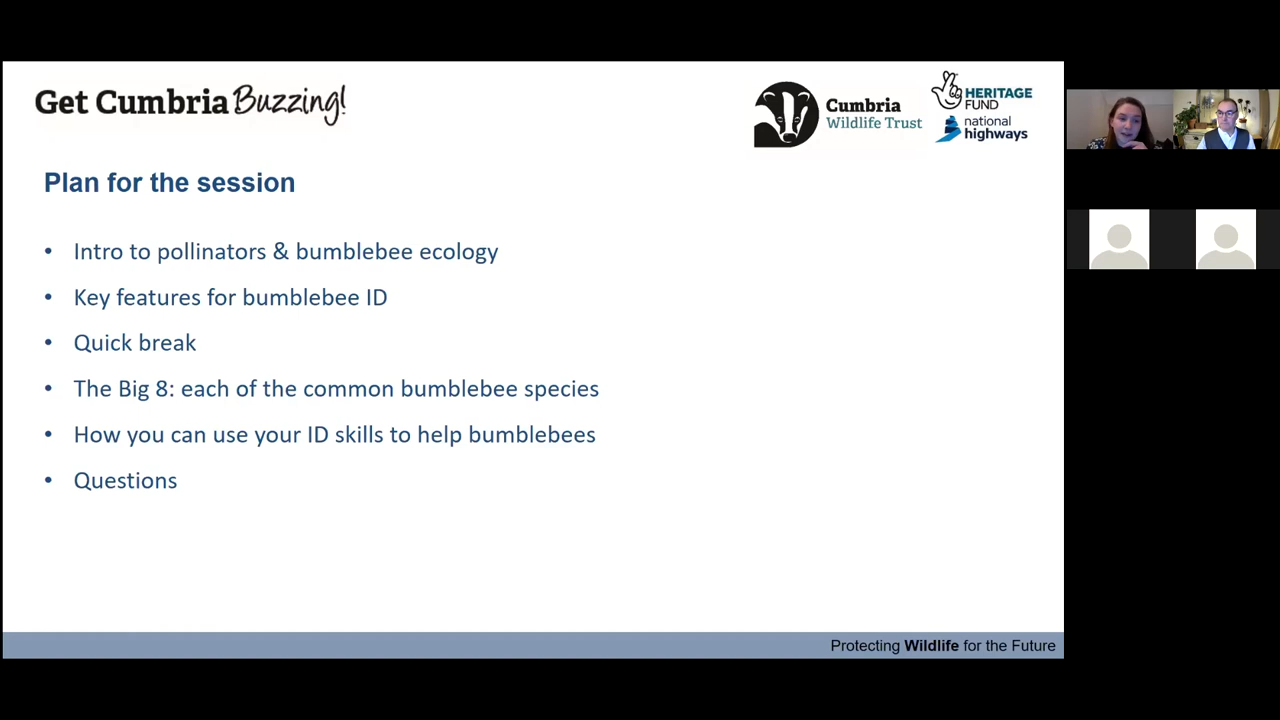 Get Cumbria Buzzing!
Cumbria
Wildlife Trust
HERITAGE
FUND
national
highways
Plan for the session
• Intro to pollinators & bumblebee ecology
• Key features for bumblebee ID
• Quick break
• The Big 8: each of the common bumblebee species
• How you can use your ID skills to help bumblebees
• Questions
Protecting Wildlife for the Future